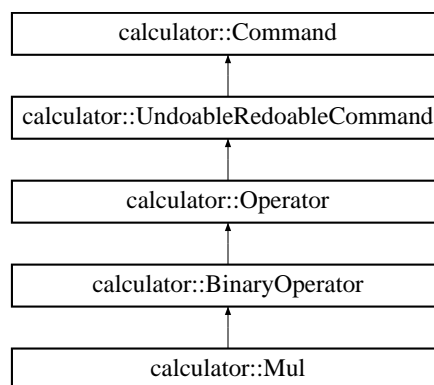 calculator::Command
calculator::UndoableRedoableCommand
calculator::Operator
calculator::BinaryOperator
calculator::Mul